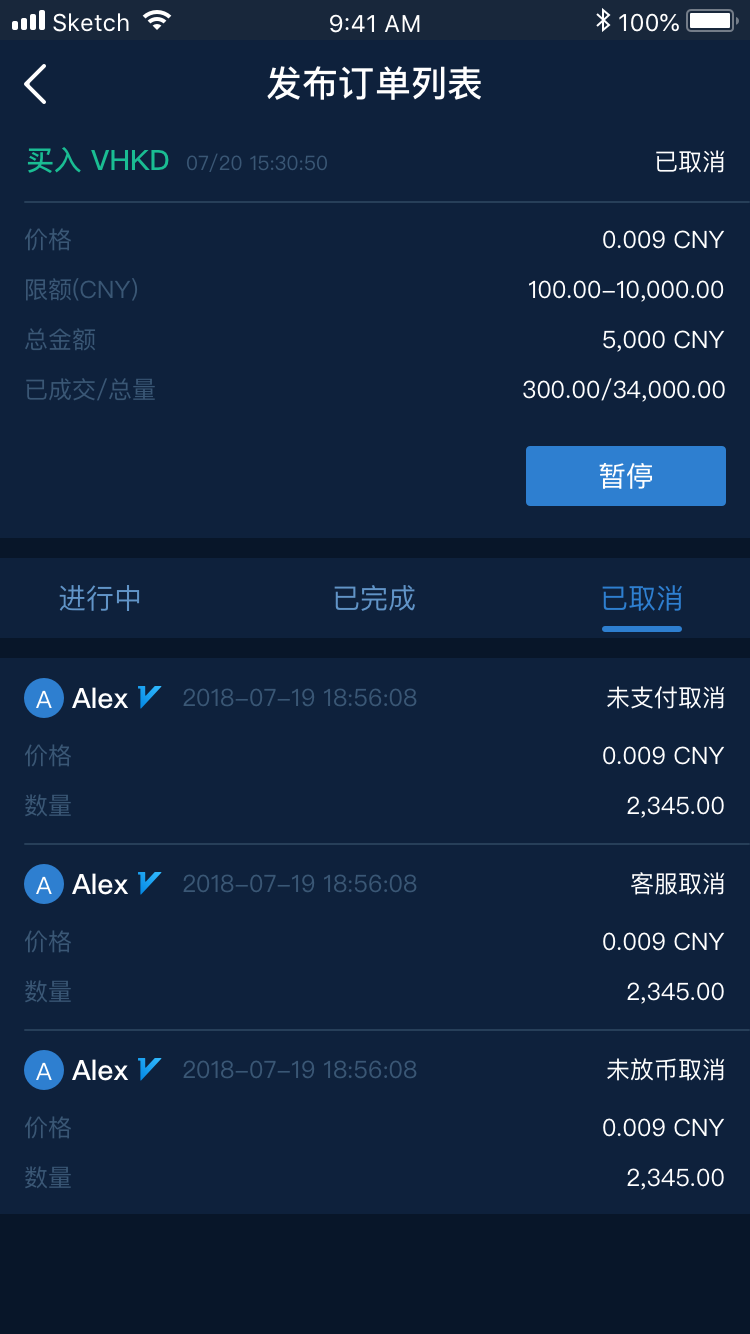 Sketch 9:41 AM 100%
发布订单列表
买入 VHKD 07/20 15:30:50 已取消
价格 0.009 CNY
限额(CNY) 100.00–10,000.00
总金额 5,000 CNY
已成交/总量 300.00/34,000.00
暂停
进行中 已完成 已取消
A Alex 2018–07–19 18:56:08 未支付取消
价格 0.009 CNY
数量 2,345.00
A Alex 2018–07–19 18:56:08 客服取消
价格 0.009 CNY
数量 2,345.00
A Alex 2018–07–19 18:56:08 未放币取消
价格 0.009 CNY
数量 2,345.00